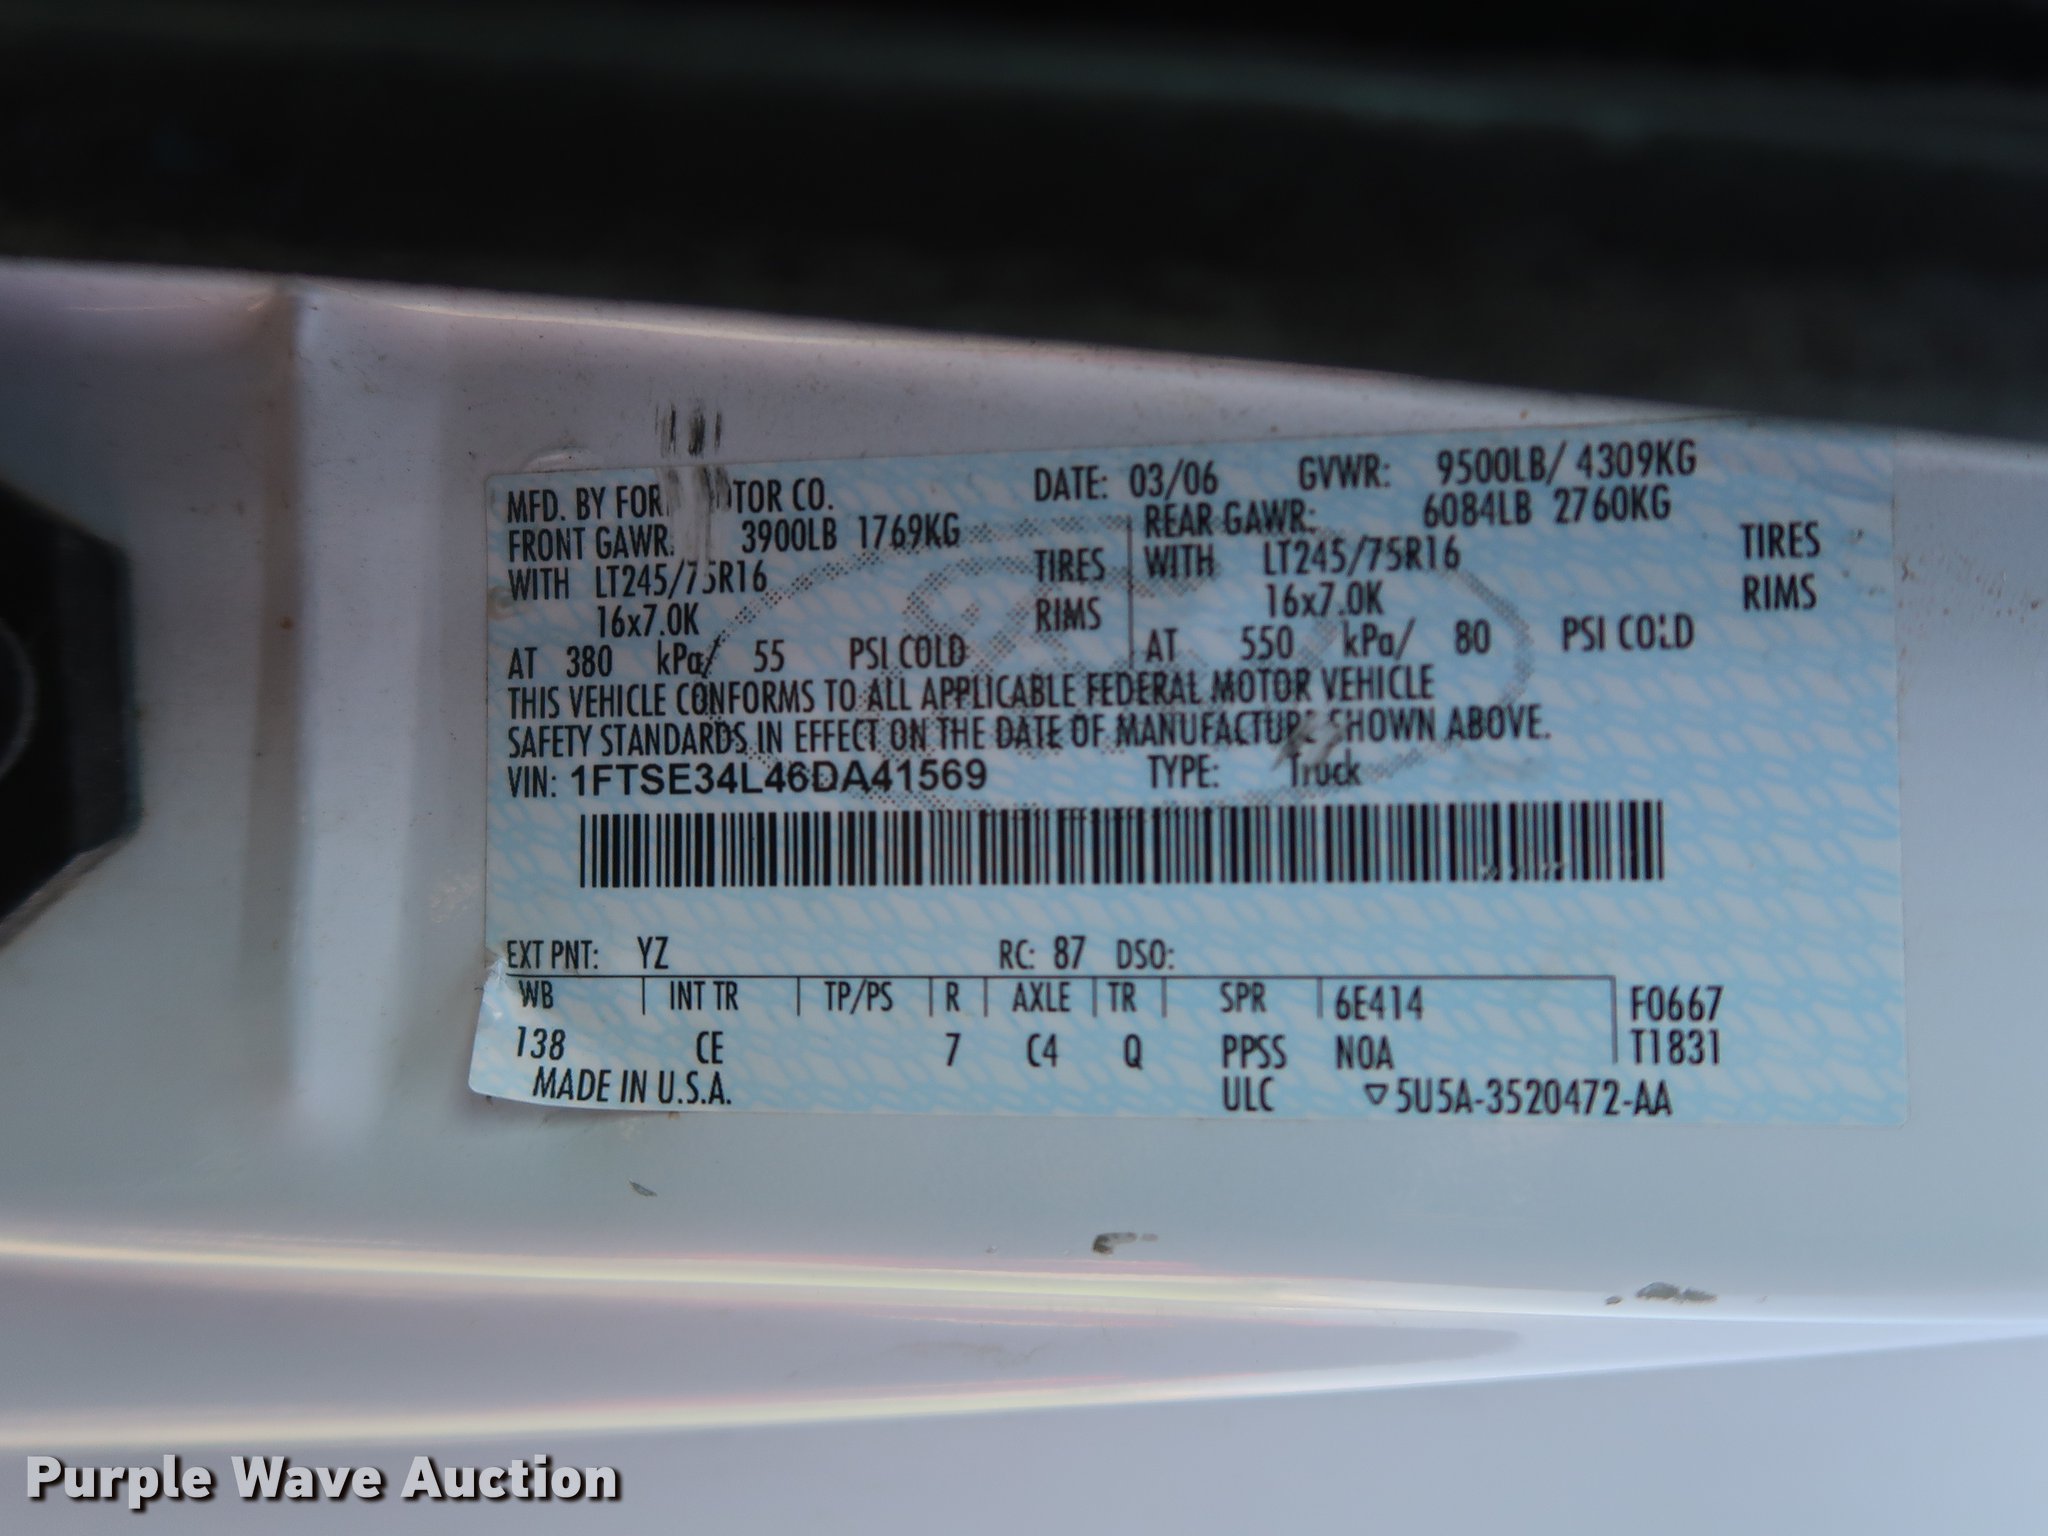 MFD. BY FOR   OTOR CO. DATE: 03/06 GVWR: 9500LB/ 4309KG
FRONT GAWR: 3900LB 1769KG REAR GAWR: 6084LB 2760KG
WITH LT245/75R16 TIRES WITH LT245/75R16 TIRES
16x7.0K RIMS 16x7.0K RIMS
AT 380 kPa/ 55 PSI COLD AT 550 kPa/ 80 PSI COLD
THIS VEHICLE CONFORMS TO ALL APPLICABLE FEDERAL MOTOR VEHICLE
SAFETY STANDARDS IN EFFECT ON THE DATE OF MANUFACTURE SHOWN ABOVE.
VIN: 1FTSE34L46DA41569 TYPE: Truck
EXT PNT: YZ RC: 87 DSO:
WB INT TR TP/PS R AXLE TR SPR 6E414 F0667
138 CE 7 C4 Q PPSS NOA T1831
MADE IN U.S.A. ULC ▽5U5A-3520472-AA
Purple Wave Auction